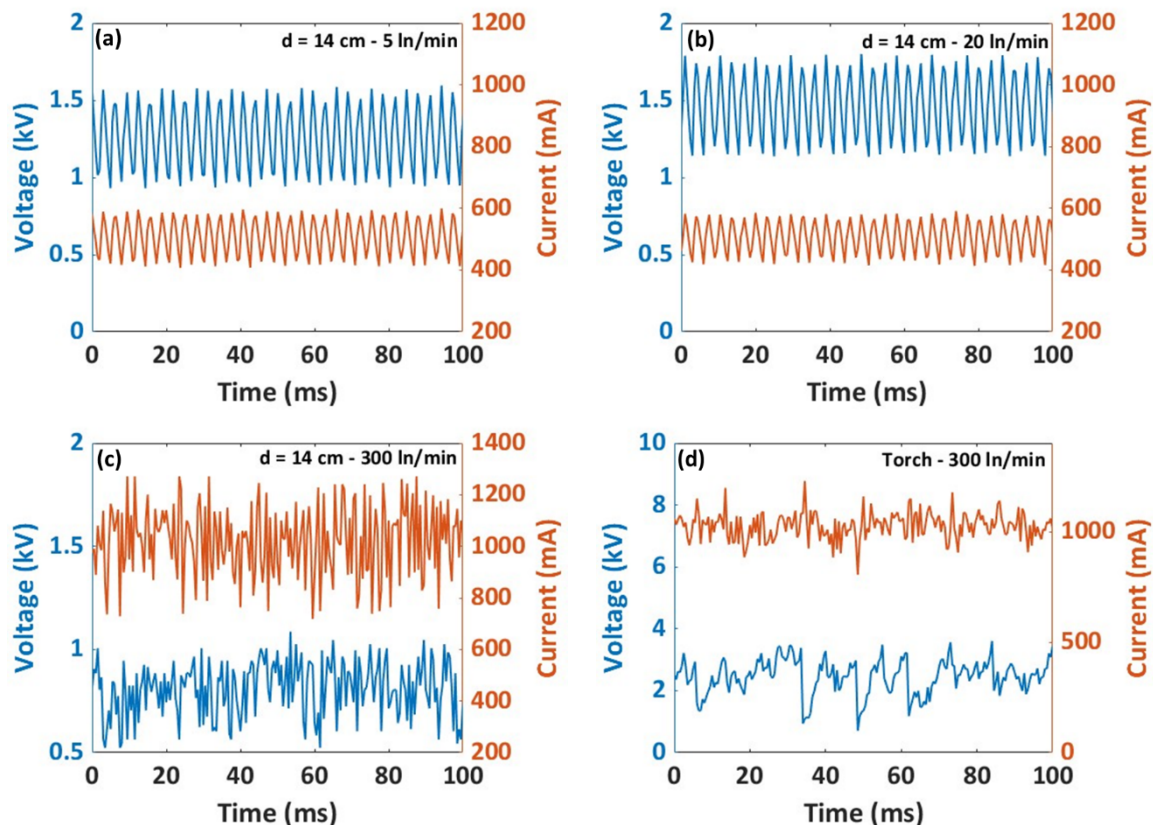 (a) d = 14 cm - 5 ln/min
2
1.5
1
0.5
0
Voltage (kV)
1200
1000
800
600
400
200
Current (mA)
0 20 40 60 80 100
Time (ms)
(b) d = 14 cm - 20 ln/min
2
1.5
1
0.5
0
Voltage (kV)
1200
1000
800
600
400
200
Current (mA)
0 20 40 60 80 100
Time (ms)
(c) d = 14 cm - 300 ln/min
2
1.5
1
0.5
Voltage (kV)
1400
1200
1000
800
600
400
200
Current (mA)
0 20 40 60 80 100
Time (ms)
(d) Torch - 300 ln/min
10
8
6
4
2
0
Voltage (kV)
1000
500
0
Current (mA)
0 20 40 60 80 100
Time (ms)